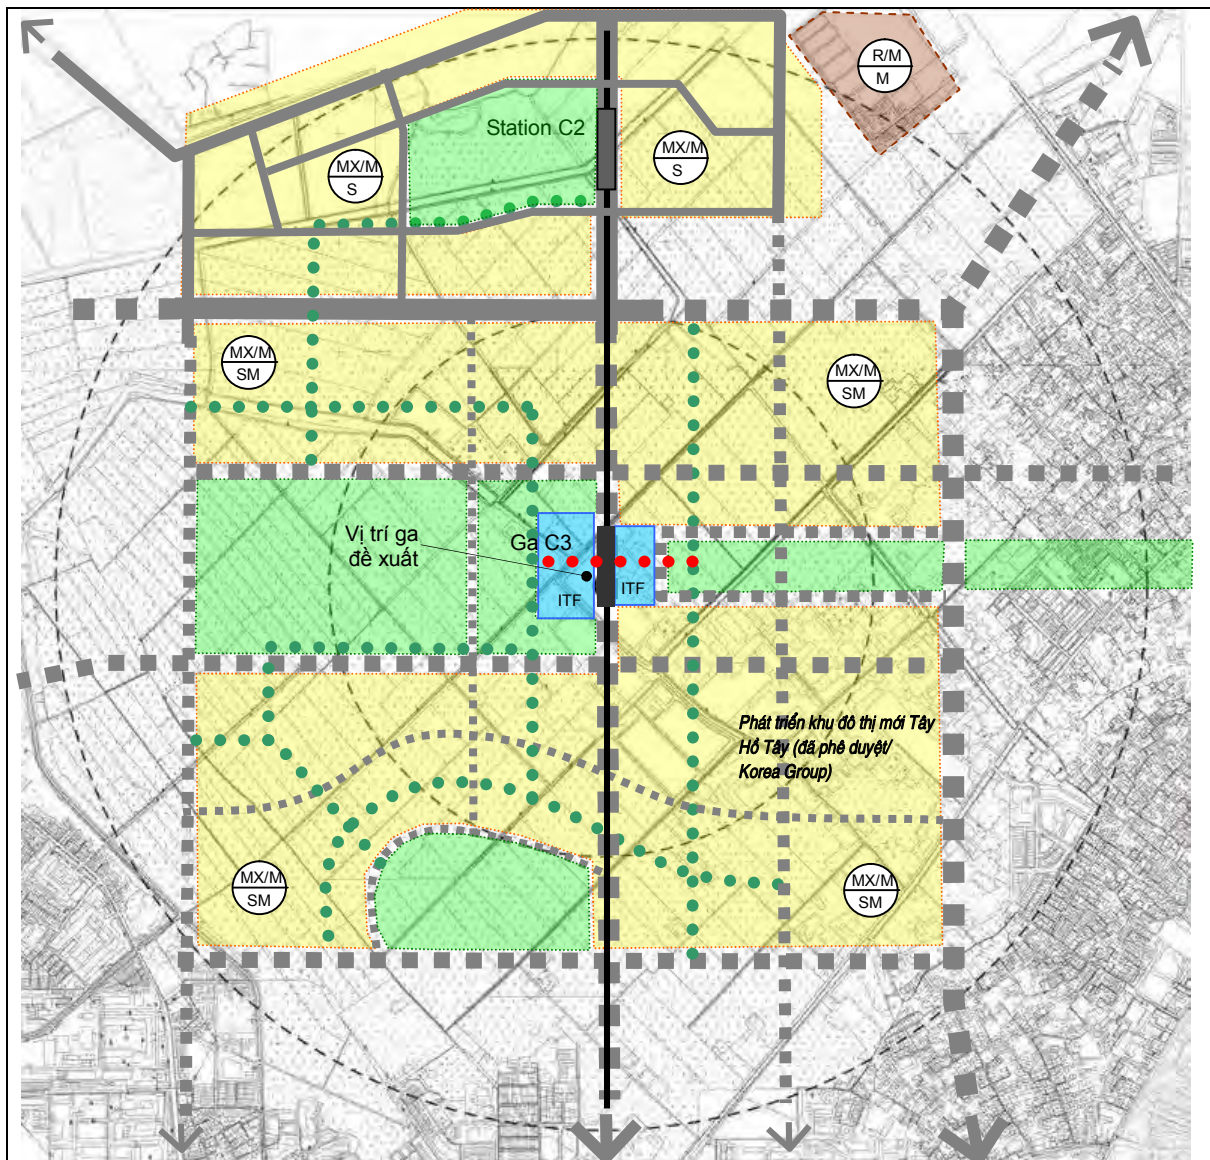 R/M
M
Station C2
MX/M
S
MX/M
S
MX/M
SM
MX/M
SM
Vị trí ga
đề xuất
Ga C3
ITF
ITF
Phát triển khu đô thị mới Tây
Hồ Tây (đã phê duyệt/
Korea Group)
MX/M
SM
MX/M
SM